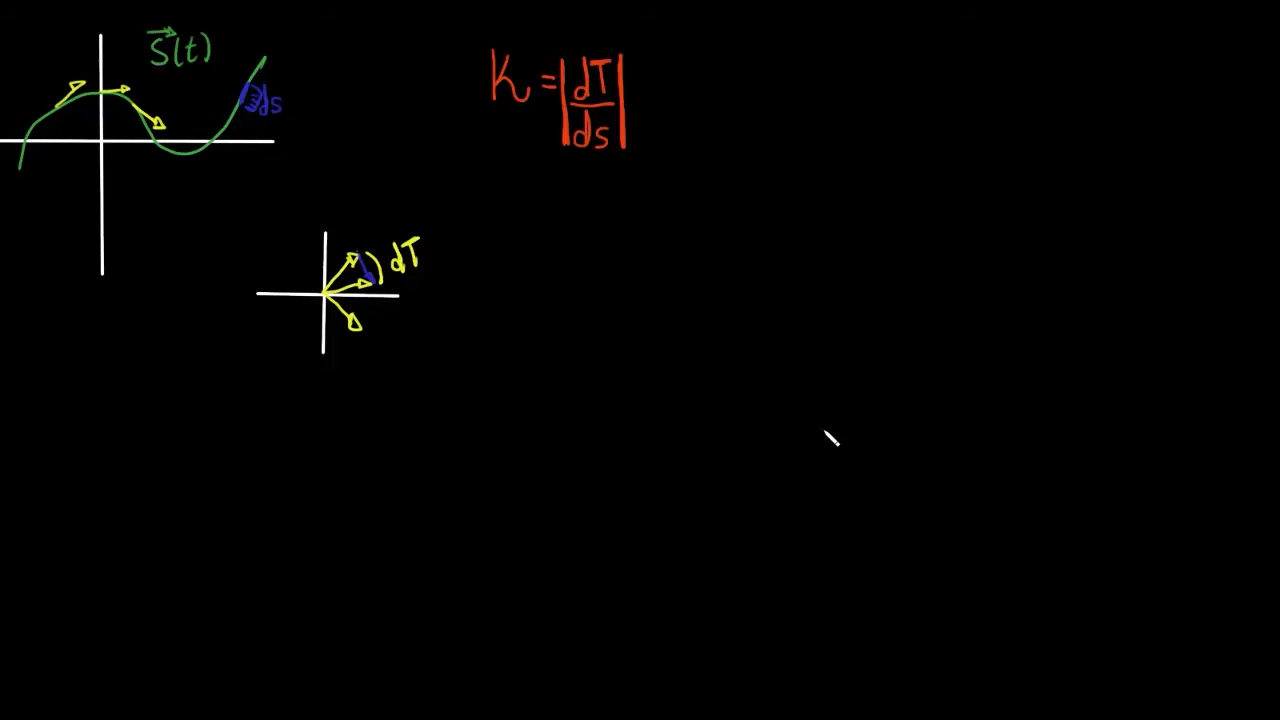 S⃗(t)
K = |dT/ds|
ds
dT